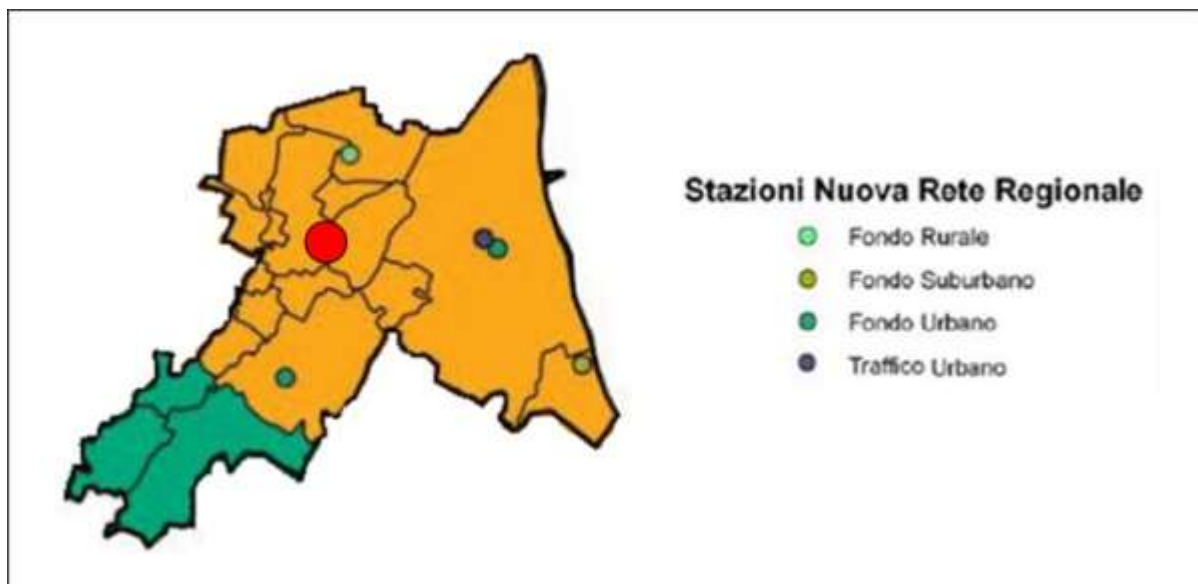 Stazioni Nuova Rete Regionale
Fondo Rurale
Fondo Suburbano
Fondo Urbano
Traffico Urbano